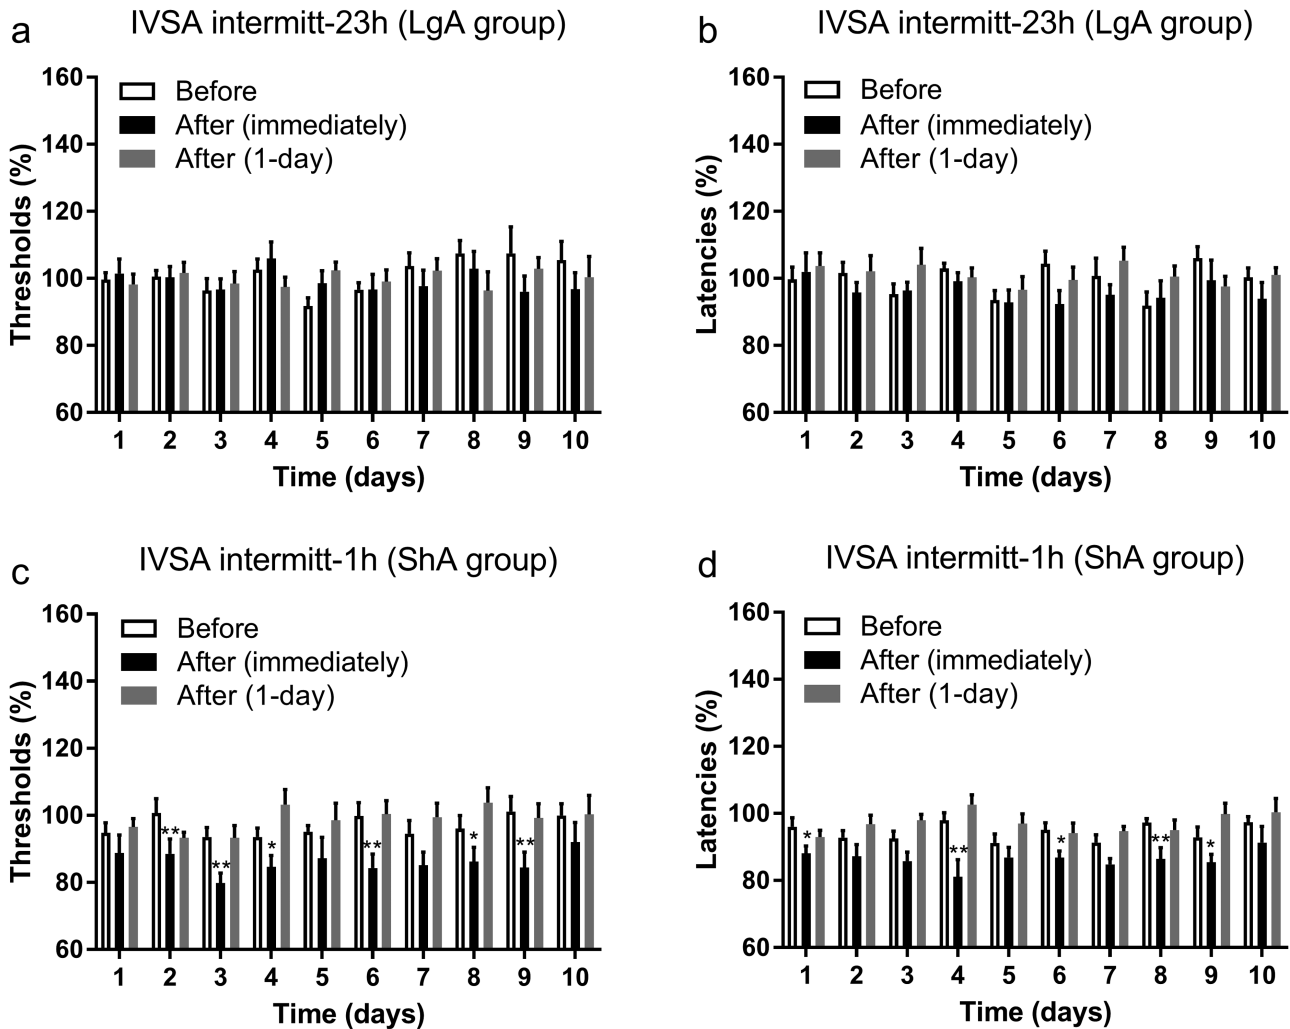 a
IVSA intermitt-23h (LgA group)
Thresholds (%)
160
140
120
100
80
60
Before
After (immediately)
After (1-day)
1 2 3 4 5 6 7 8 9 10
Time (days)
b
IVSA intermitt-23h (LgA group)
Latencies (%)
160
140
120
100
80
60
Before
After (immediately)
After (1-day)
1 2 3 4 5 6 7 8 9 10
Time (days)
c
IVSA intermitt-1h (ShA group)
Thresholds (%)
160
140
120
100
80
60
Before
After (immediately)
After (1-day)
** ** * ** * **
1 2 3 4 5 6 7 8 9 10
Time (days)
d
IVSA intermitt-1h (ShA group)
Latencies (%)
160
140
120
100
80
60
Before
After (immediately)
After (1-day)
* ** * ** *
1 2 3 4 5 6 7 8 9 10
Time (days)